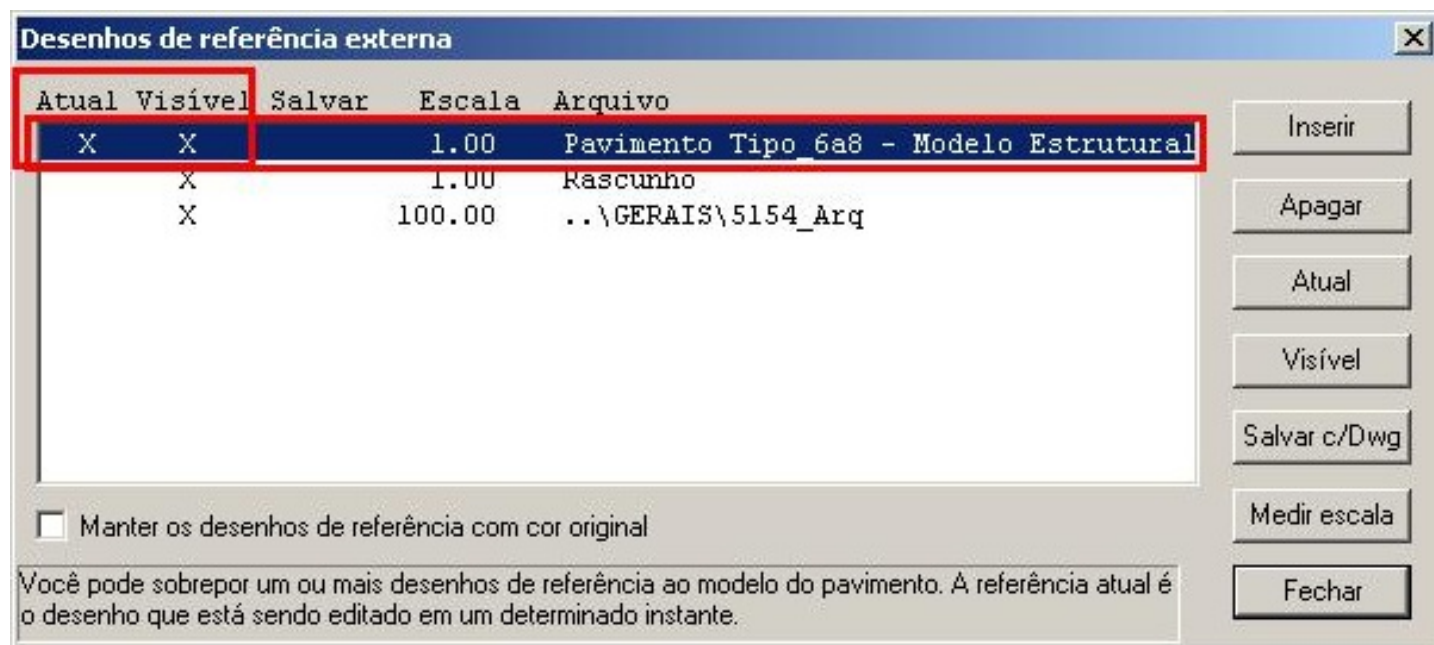 Desenhos de referência externa
Atual Visível Salvar Escala Arquivo
X X 1.00 Pavimento Tipo_6a8 - Modelo Estrutural
X 1.00 Rascunho
X 100.00 ..\GERAIS\5154_Arq
Inserir
Apagar
Atual
Visível
Salvar c/Dwg
Medir escala
Fechar
Manter os desenhos de referência com cor original
Você pode sobrepor um ou mais desenhos de referência ao modelo do pavimento. A referência atual é
o desenho que está sendo editado em um determinado instante.